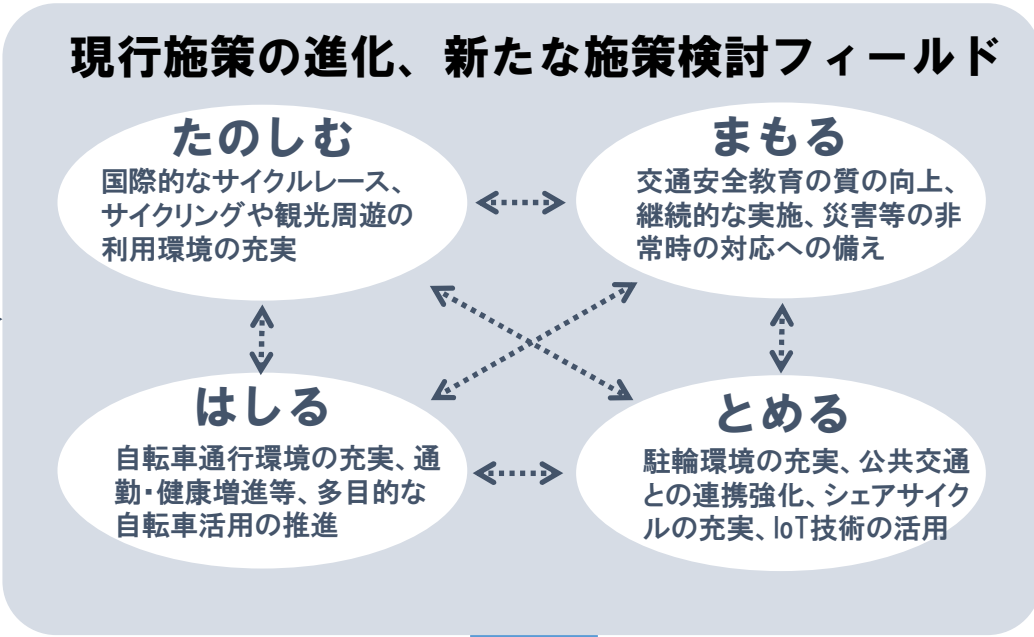 現行施策の進化、新たな施策検討フィールド
たのしむ
国際的なサイクルレース、
サイクリングや観光周遊の
利用環境の充実
まもる
交通安全教育の質の向上、
継続的な実施、災害等の非
常時の対応への備え
はしる
自転車通行環境の充実、通
勤・健康増進等、多目的な
自転車活用の推進
とめる
駐輪環境の充実、公共交通
との連携強化、シェアサイク
ルの充実、IoT技術の活用